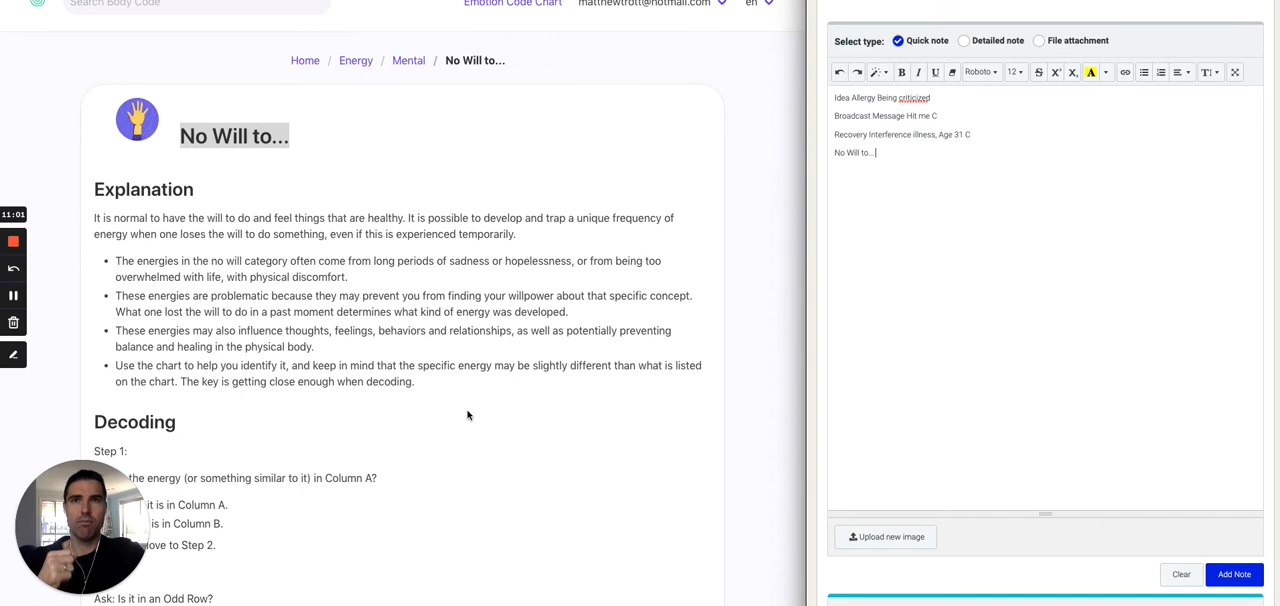 Search Body Code
Emotion Code Chart
matthewtrott@hotmail.com
en
Home / Energy / Mental / No Will to...
No Will to...
Explanation
It is normal to have the will to do and feel things that are healthy. It is possible to develop and trap a unique frequency of
energy when one loses the will to do something, even if this is experienced temporarily.
• The energies in the no will category often come from long periods of sadness or hopelessness, or from being too
overwhelmed with life, with physical discomfort.
• These energies are problematic because they may prevent you from finding your willpower about that specific concept.
What one lost the will to do in a past moment determines what kind of energy was developed.
• These energies may also influence thoughts, feelings, behaviors and relationships, as well as potentially preventing
balance and healing in the physical body.
• Use the chart to help you identify it, and keep in mind that the specific energy may be slightly different than what is listed
on the chart. The key is getting close enough when decoding.
Decoding
Step 1:
the energy (or something similar to it) in Column A?
it is in Column A.
is in Column B.
ove to Step 2.
Ask: Is it in an Odd Row?
11:01
Select type: Quick note Detailed note File attachment
B I U Roboto 12 S X² X₂ A T!
Idea Allergy Being criticized
Broadcast Message Hit me C
Recovery Interference illness, Age 31 C
No Will to...
Upload new image
Clear
Add Note